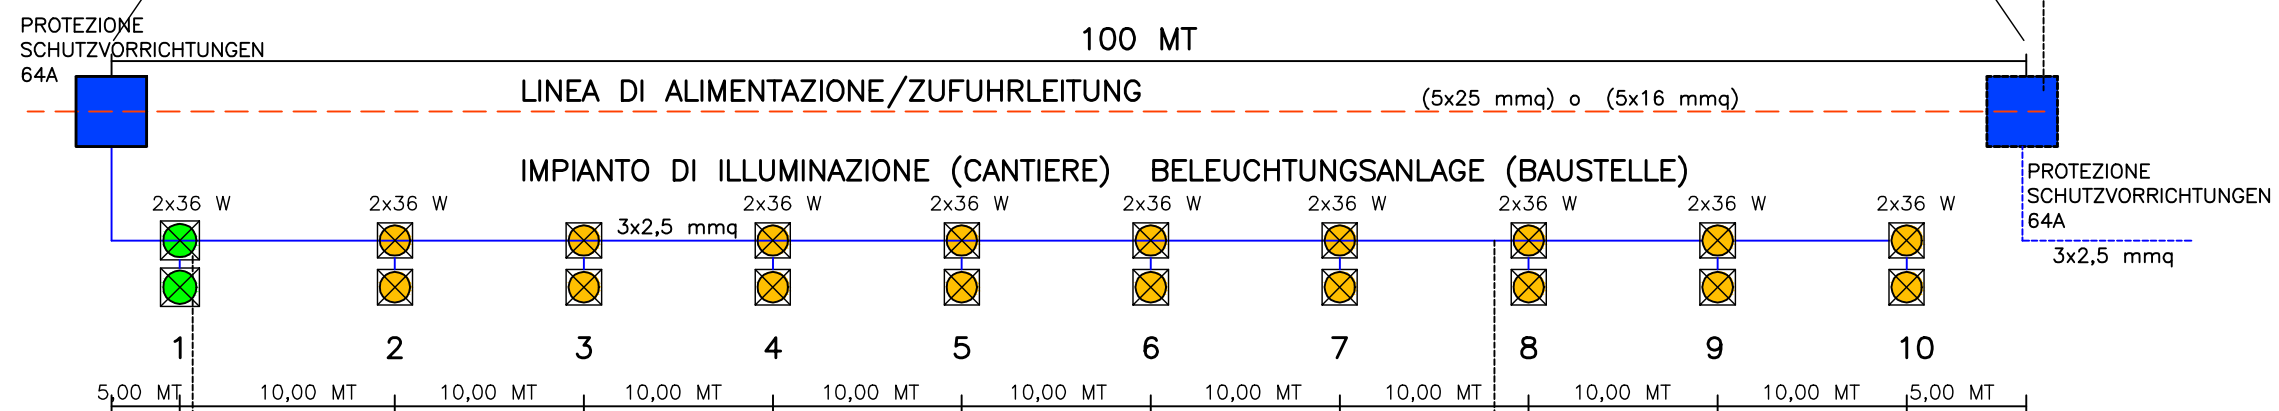 PROTEZIONE
SCHUTZVORRICHTUNGEN
64A
100 MT
LINEA DI ALIMENTAZIONE/ZUFUHRLEITUNG
(5x25 mmq) o (5x16 mmq)
IMPIANTO DI ILLUMINAZIONE (CANTIERE) BELEUCHTUNGSANLAGE (BAUSTELLE)
PROTEZIONE
SCHUTZVORRICHTUNGEN
64A
2x36 W 2x36 W 2x36 W 2x36 W 2x36 W 2x36 W 2x36 W 2x36 W 2x36 W
3x2,5 mmq
3x2,5 mmq
1 2 3 4 5 6 7 8 9 10
5,00 MT 10,00 MT 10,00 MT 10,00 MT 10,00 MT 10,00 MT 10,00 MT 10,00 MT 10,00 MT 10,00 MT 5,00 MT